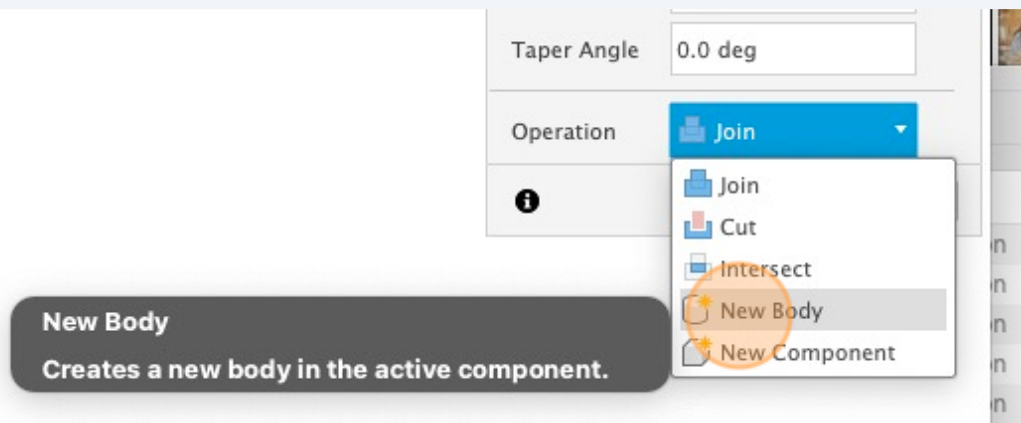 Taper Angle 0.0 deg
Operation Join
Join
Cut
Intersect
New Body
New Component
New Body
Creates a new body in the active component.